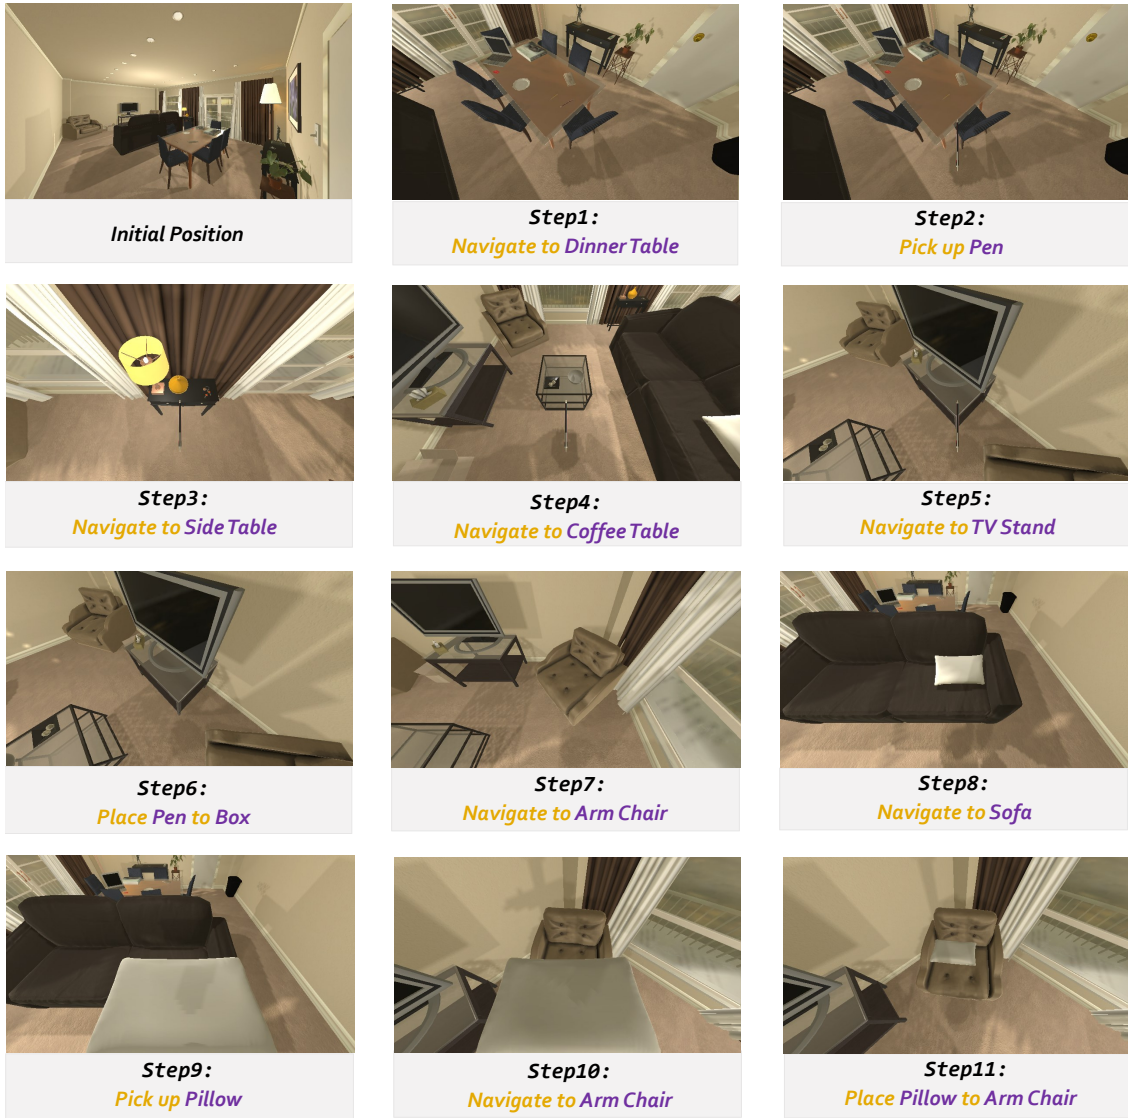 Initial Position
Step1:
Navigate to Dinner Table
Step2:
Pick up Pen
Step3:
Navigate to Side Table
Step4:
Navigate to Coffee Table
Step5:
Navigate to TV Stand
Step6:
Place Pen to Box
Step7:
Navigate to Arm Chair
Step8:
Navigate to Sofa
Step9:
Pick up Pillow
Step10:
Navigate to Arm Chair
Step11:
Place Pillow to Arm Chair